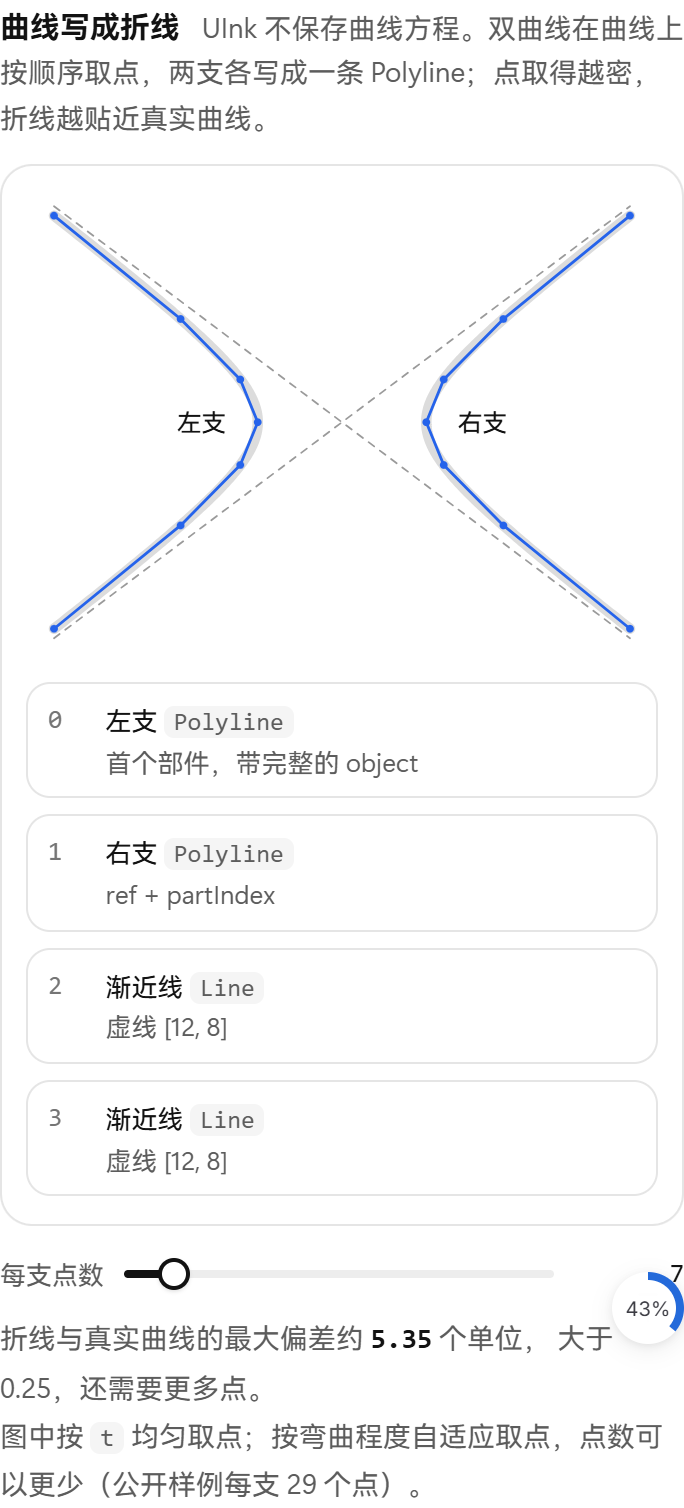 曲线写成折线 UInk 不保存曲线方程。双曲线在曲线上
按顺序取点，两支各写成一条 Polyline；点取得越密，
折线越贴近真实曲线。
左支 右支
0 左支 Polyline
首个部件，带完整的 object
1 右支 Polyline
ref + partIndex
2 渐近线 Line
虚线 [12, 8]
3 渐近线 Line
虚线 [12, 8]
每支点数 7
43%
折线与真实曲线的最大偏差约 5.35 个单位， 大于
0.25，还需要更多点。
图中按 t 均匀取点；按弯曲程度自适应取点，点数可
以更少（公开样例每支 29 个点）。